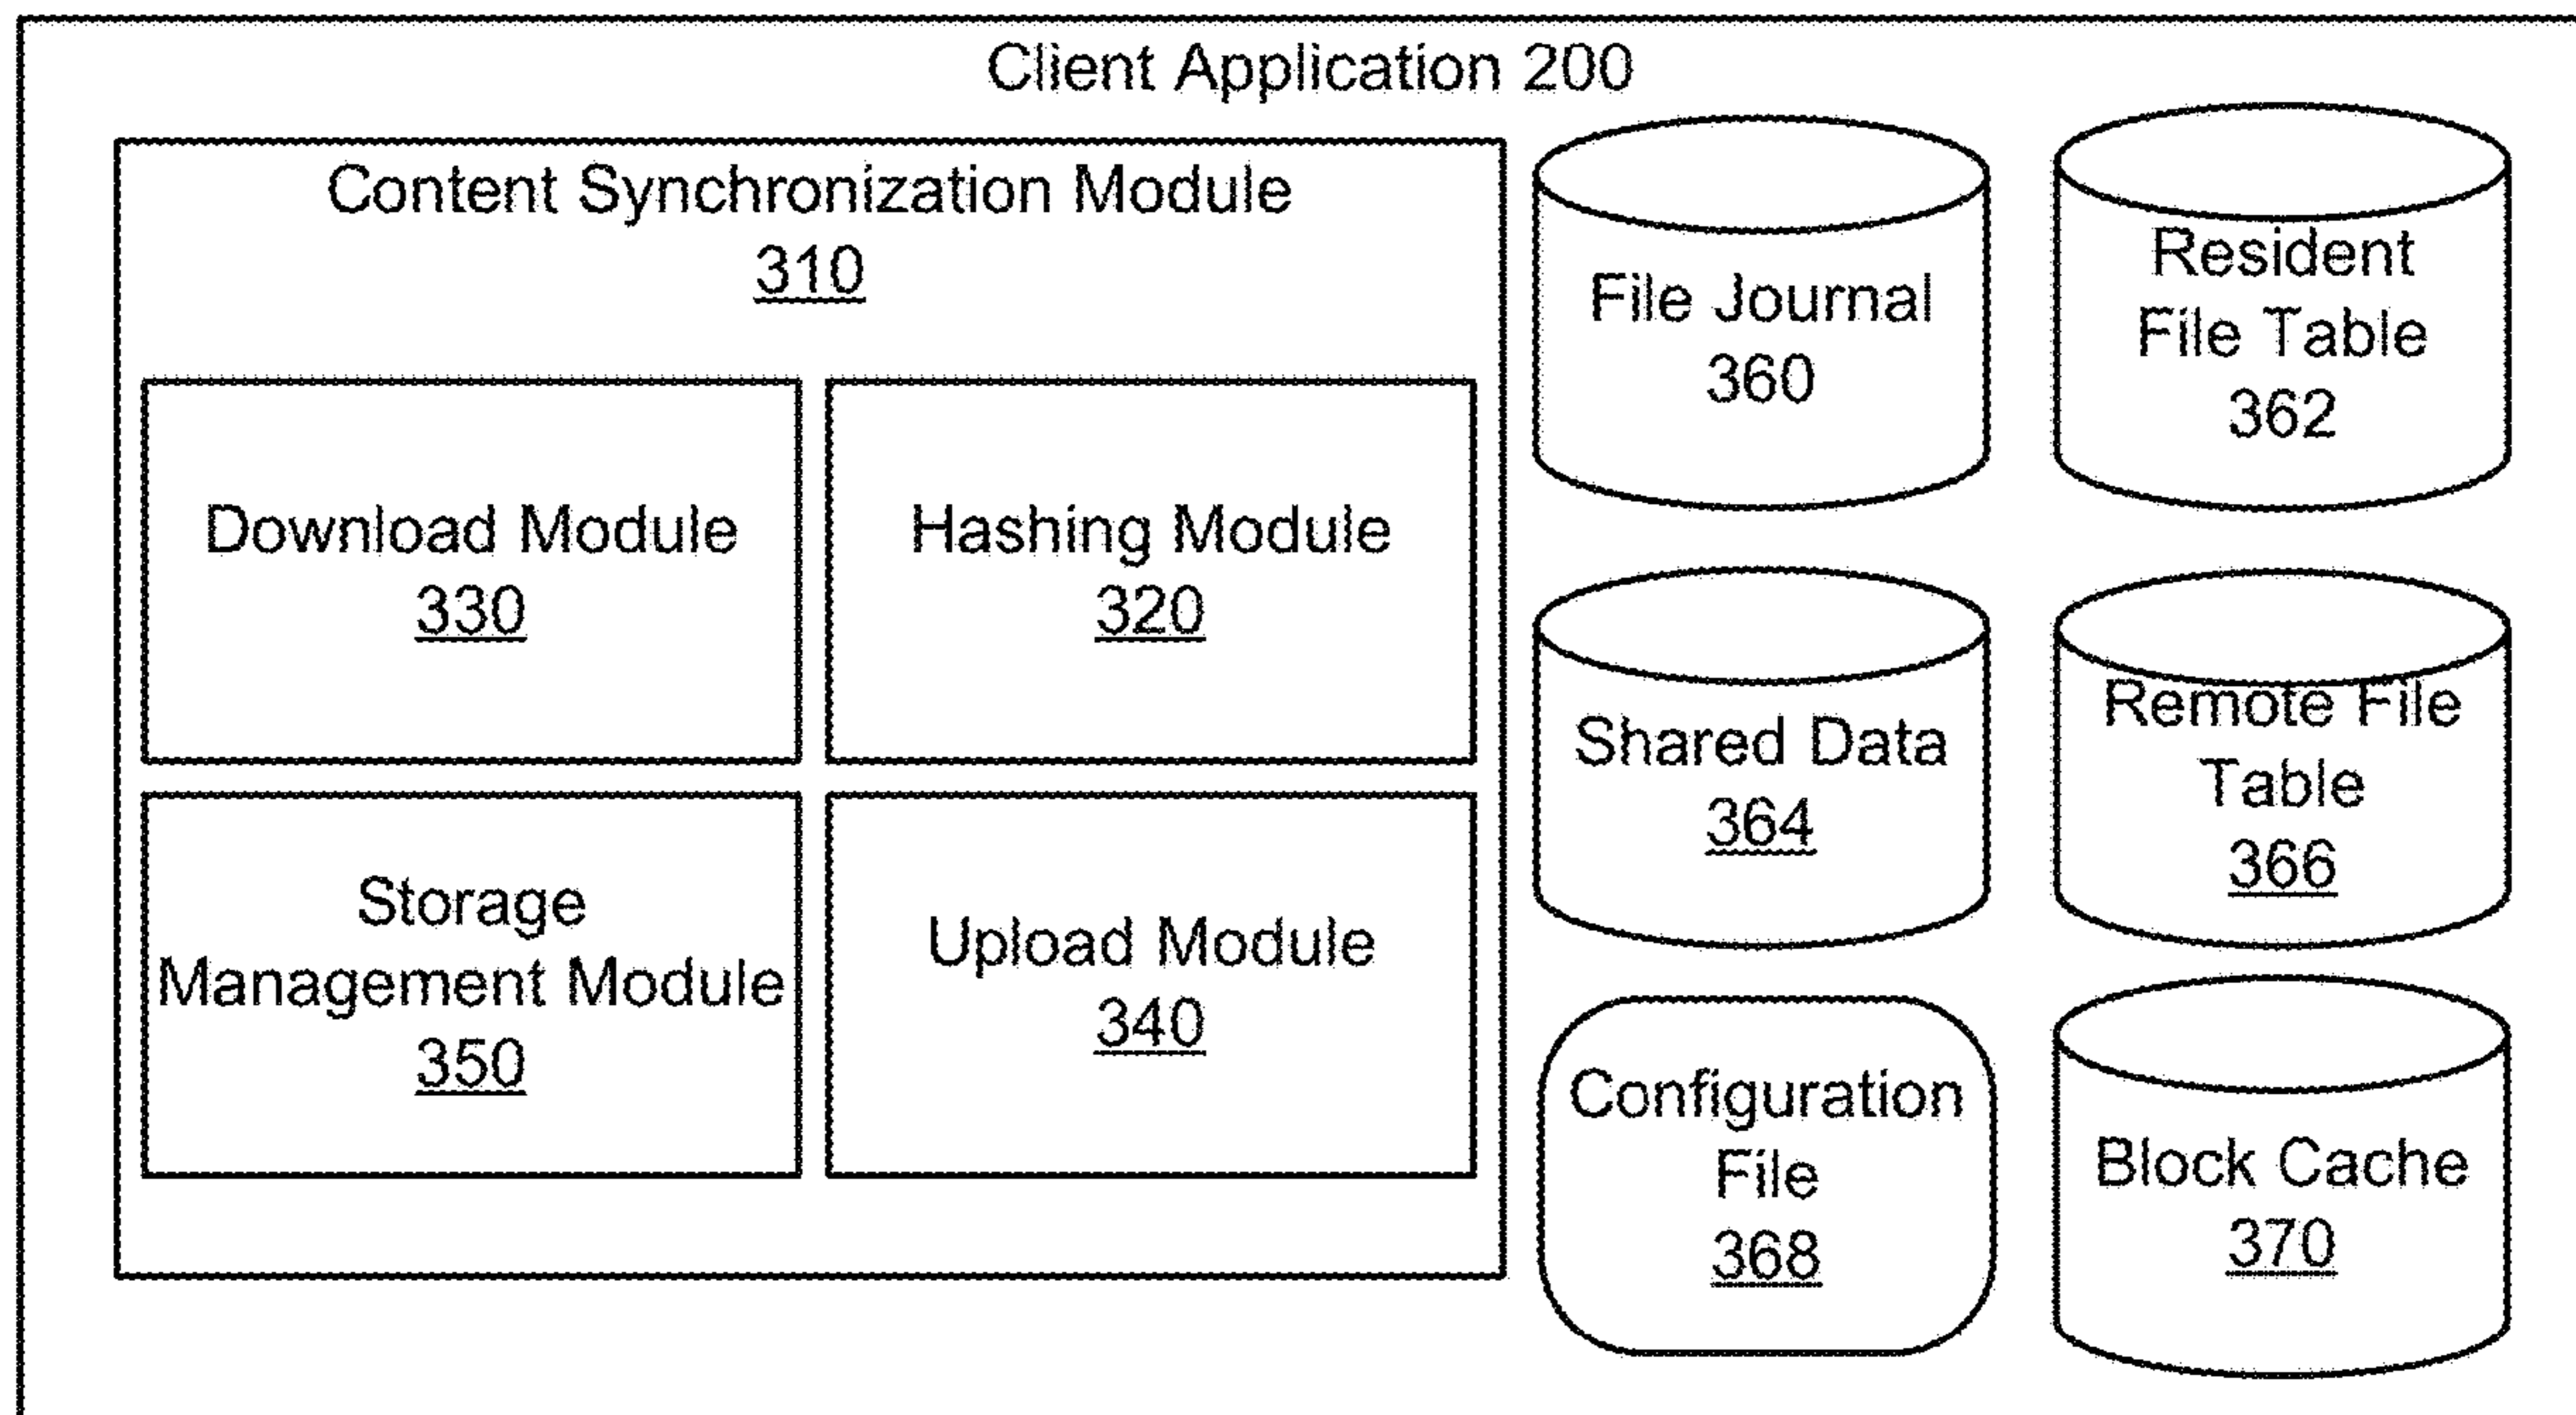 Client Application 200
Content Synchronization Module
310
Download Module
330
Hashing Module
320
Storage
Management Module
350
Upload Module
340
File Journal
360
Resident
File Table
362
Shared Data
364
Remote File
Table
366
Configuration
File
368
Block Cache
370